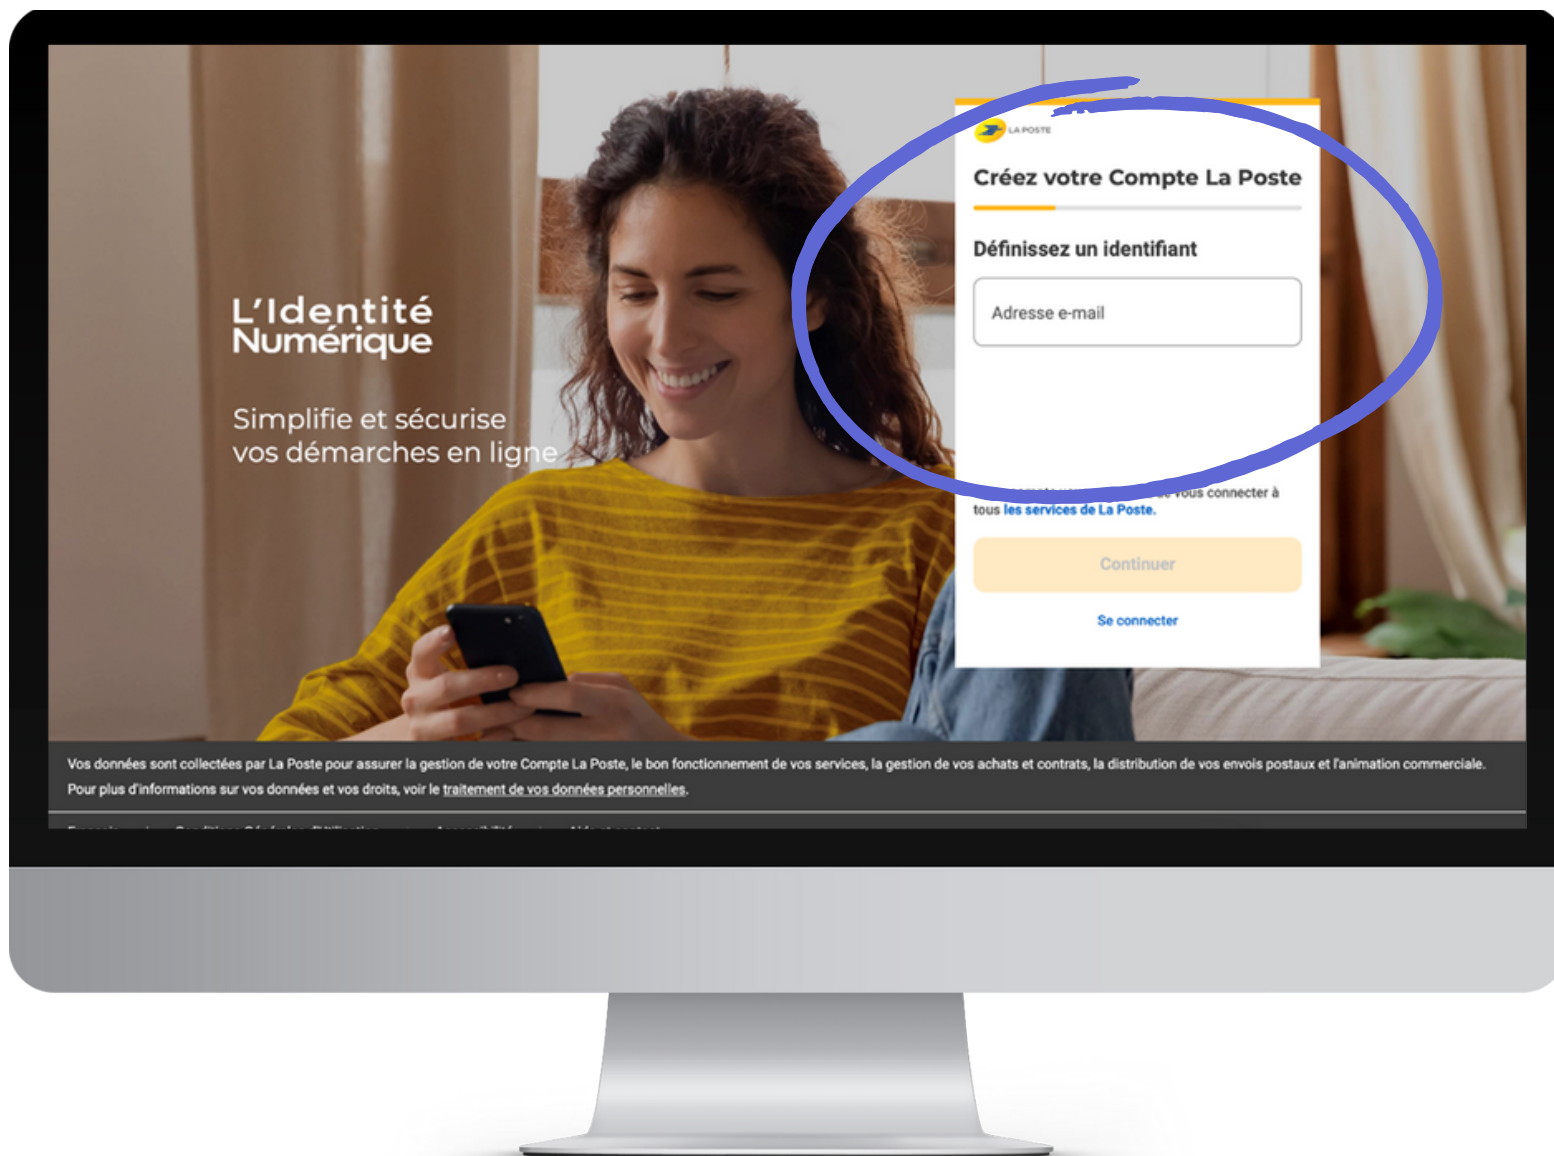 L'Identité
Numérique
Simplifie et sécurise
vos démarches en ligne
LA POSTE
Créez votre Compte La Poste
Définissez un identifiant
Adresse e-mail
vous connecter à
tous les services de La Poste.
Continuer
Se connecter
Vos données sont collectées par La Poste pour assurer la gestion de votre Compte La Poste, le bon fonctionnement de vos services, la gestion de vos achats et contrats, la distribution de vos envois postaux et l'animation commerciale.
Pour plus d'informations sur vos données et vos droits, voir le traitement de vos données personnelles.